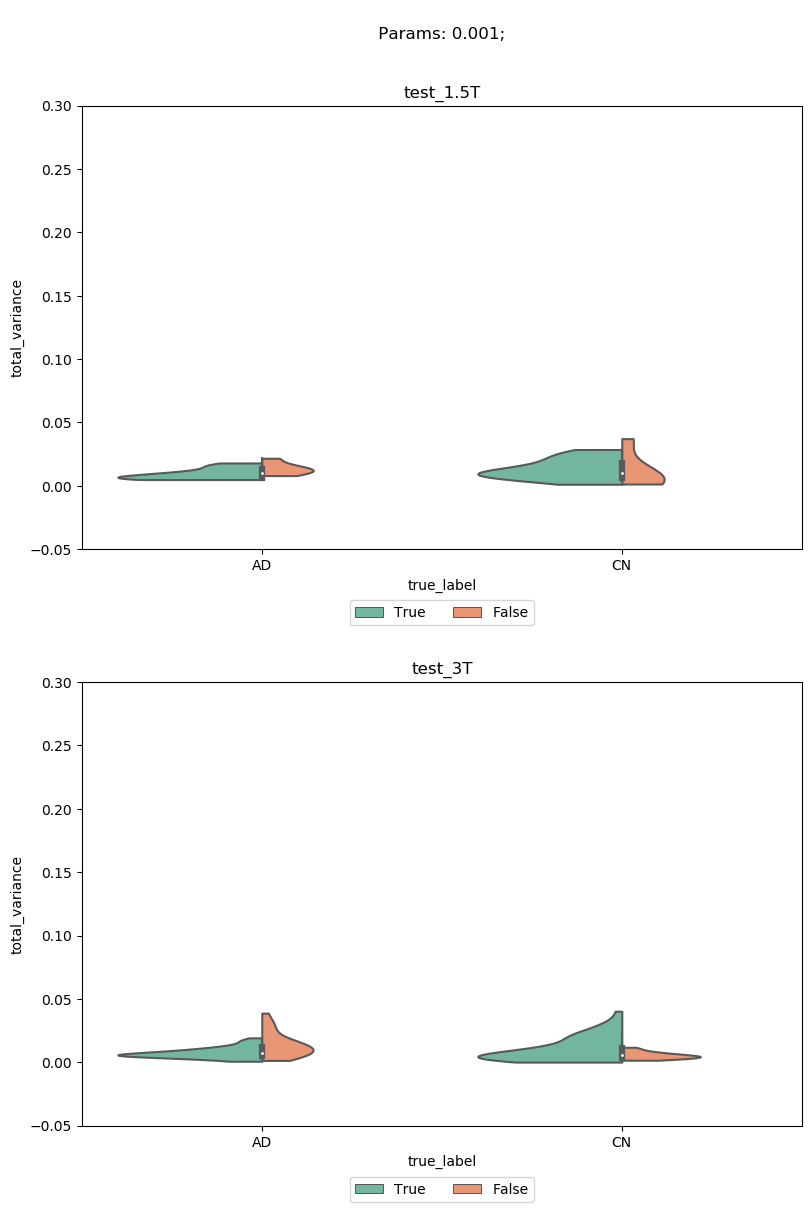 Params: 0.001;
test_1.5T
0.30
0.25
0.20
0.15
0.10
0.05
0.00
−0.05
total_variance
AD CN
true_label
True False
test_3T
0.30
0.25
0.20
0.15
0.10
0.05
0.00
−0.05
total_variance
AD CN
true_label
True False